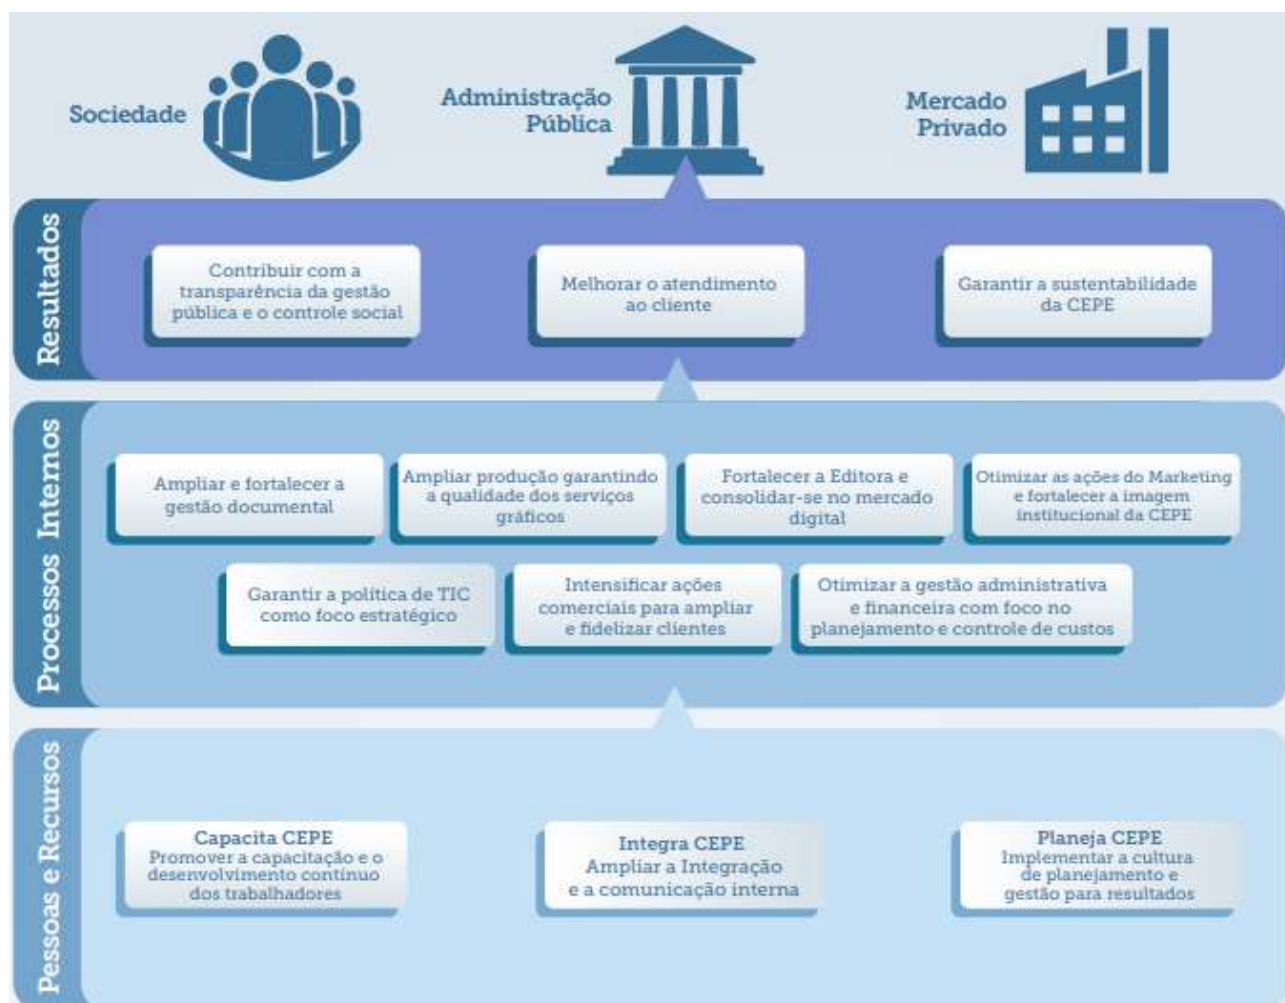 Sociedade
Administração
Pública
Mercado
Privado
Resultados
Contribuir com a
transparência da gestão
pública e o controle social
Melhorar o atendimento
ao cliente
Garantir a sustentabilidade
da CEPE
Processos Internos
Ampliar e fortalecer a
gestão documental
Ampliar produção garantindo
a qualidade dos serviços
gráficos
Fortalecer a Editora e
consolidar-se no mercado
digital
Otimizar as ações do Marketing
e fortalecer a imagem
institucional da CEPE
Garantir a política de TIC
como foco estratégico
Intensificar ações
comerciais para ampliar
e fidelizar clientes
Otimizar a gestão administrativa
e financeira com foco no
planejamento e controle de custos
Pessoas e Recursos
Capacita CEPE
Promover a capacitação e o
desenvolvimento contínuo
dos trabalhadores
Integra CEPE
Ampliar a Integração
e a comunicação interna
Planeja CEPE
Implementar a cultura
de planejamento e
gestão para resultados